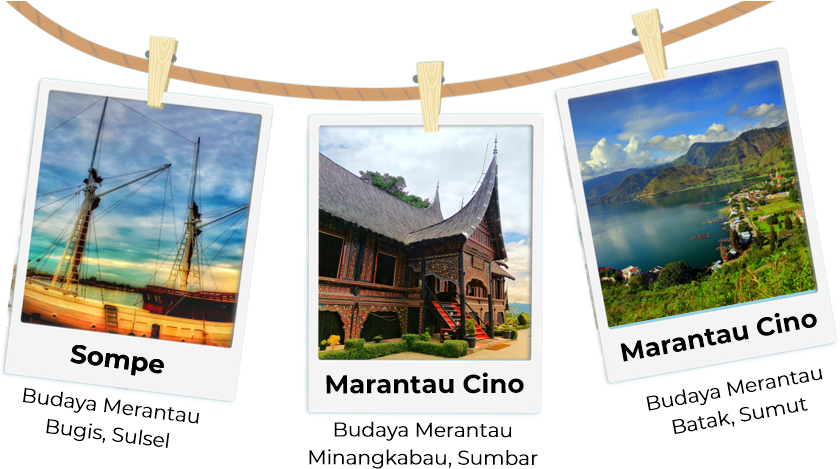 Sompe
Budaya Merantau
Bugis, Sulsel
Marantau Cino
Budaya Merantau
Minangkabau, Sumbar
Marantau Cino
Budaya Merantau
Batak, Sumut